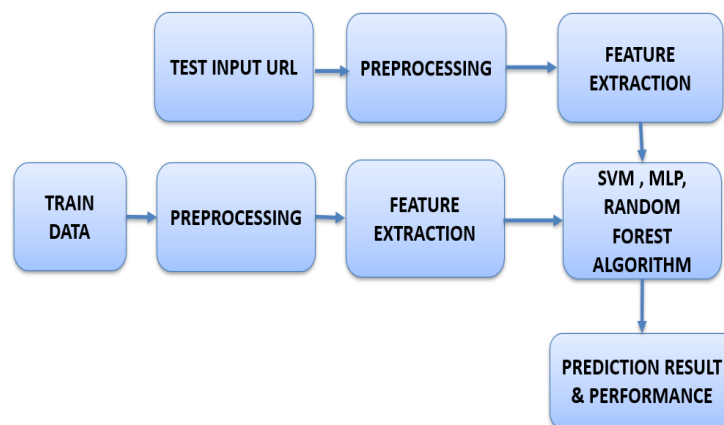 TEST INPUT URL
PREPROCESSING
FEATURE
EXTRACTION
TRAIN
DATA
PREPROCESSING
FEATURE
EXTRACTION
SVM , MLP,
RANDOM
FOREST
ALGORITHM
PREDICTION RESULT
& PERFORMANCE